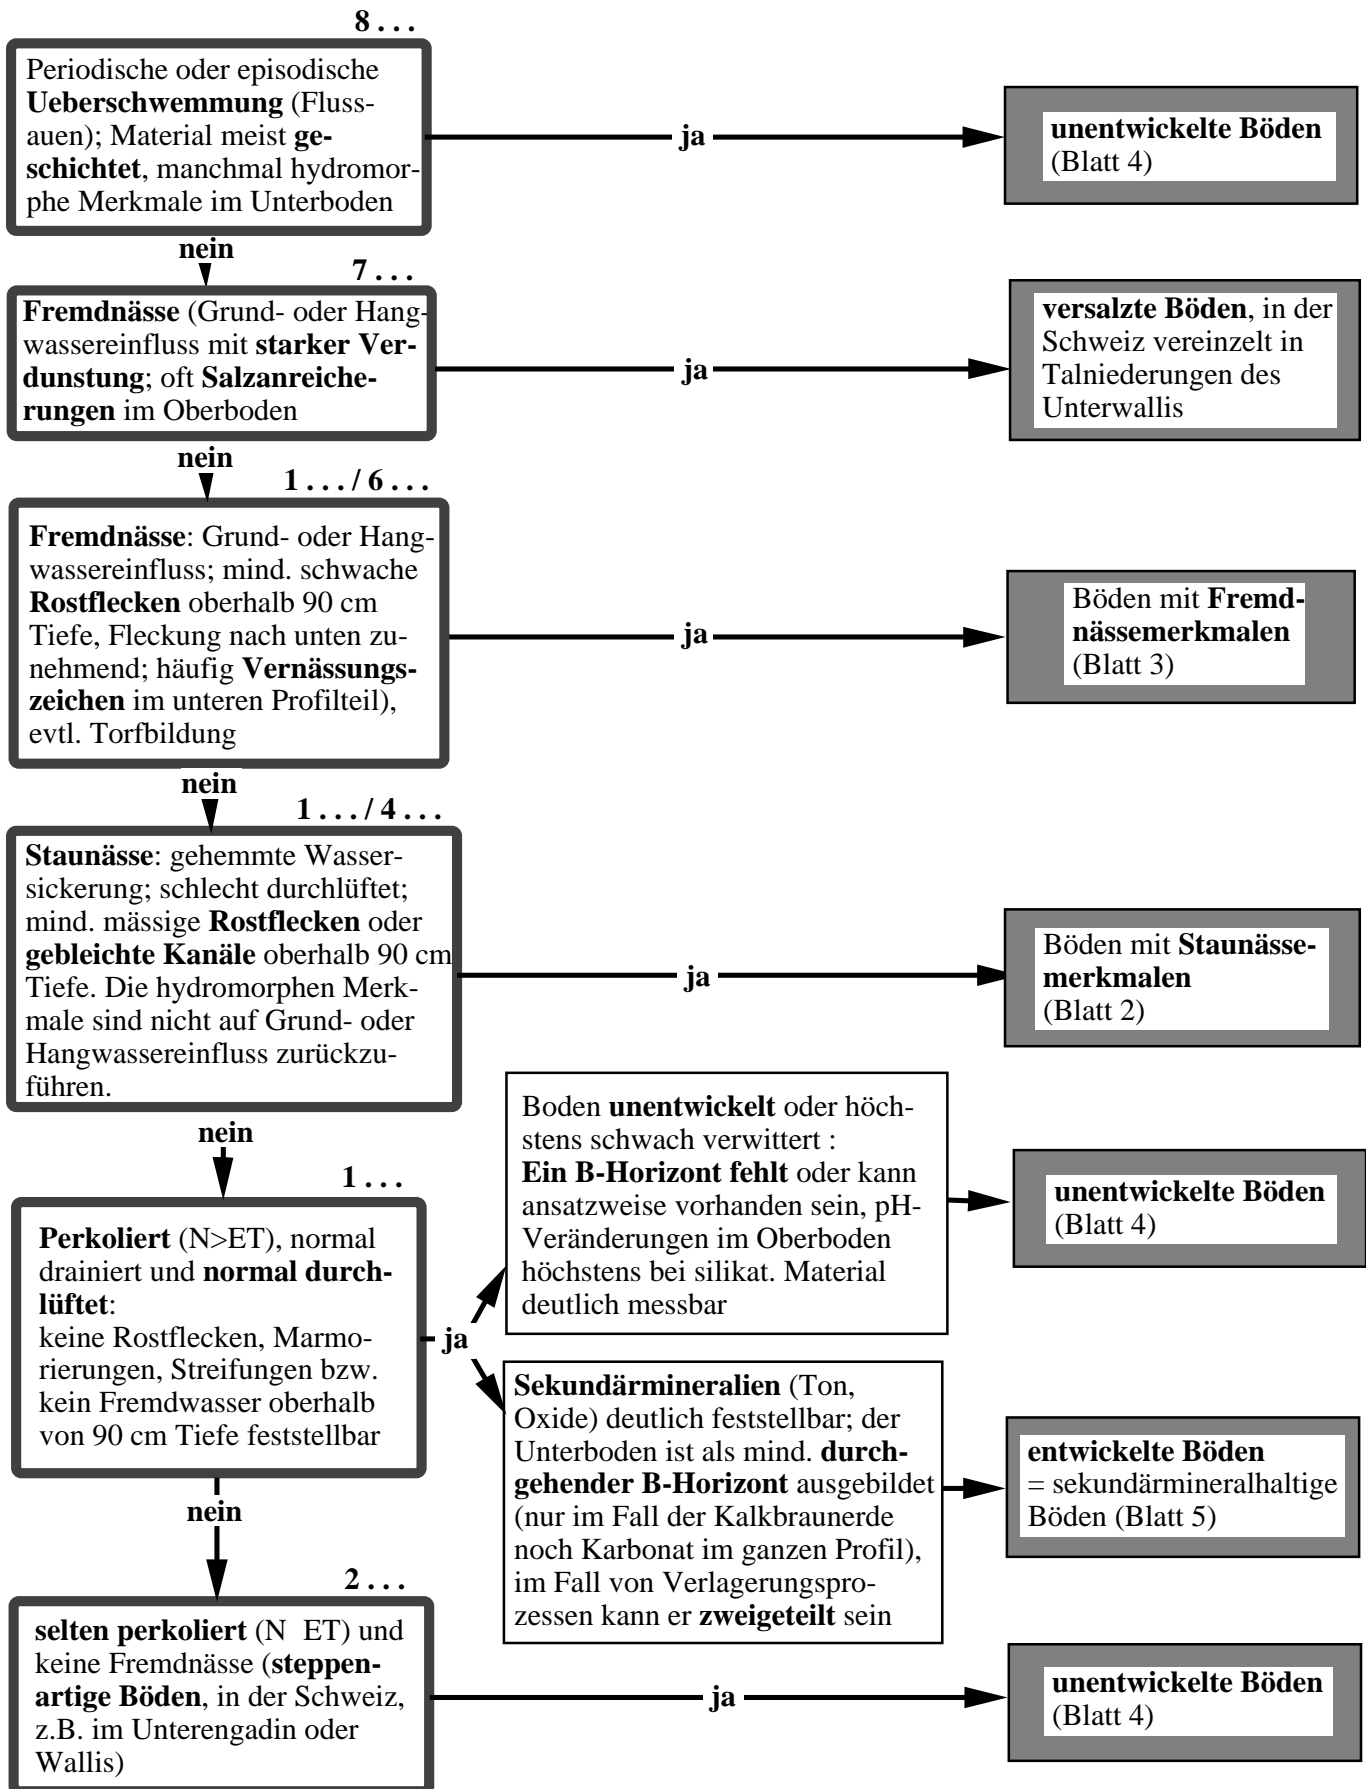 8 . . .
Periodische oder episodische
Ueberschwemmung (Fluss-
auen); Material meist ge-
schichtet, manchmal hydromor-
phe Merkmale im Unterboden
ja
unentwickelte Böden
(Blatt 4)
nein
7 . . .
Fremdnässe (Grund- oder Hang-
wassereinfluss mit starker Ver-
dunstung; oft Salzanreiche-
rungen im Oberboden
ja
versalzte Böden, in der
Schweiz vereinzelt in
Talniederungen des
Unterwallis
nein
1 . . . / 6 . . .
Fremdnässe: Grund- oder Hang-
wassereinfluss; mind. schwache
Rostflecken oberhalb 90 cm
Tiefe, Fleckung nach unten zu-
nehmend; häufig Vernässungs-
zeichen im unteren Profilteil),
evtl. Torfbildung
ja
Böden mit Fremd-
nässemerkmalen
(Blatt 3)
nein
1 . . . / 4 . . .
Staunässe: gehemmte Wasser-
sickerung; schlecht durchlüftet;
mind. mässige Rostflecken oder
gebleichte Kanäle oberhalb 90 cm
Tiefe. Die hydromorphen Merk-
male sind nicht auf Grund- oder
Hangwassereinfluss zurückzu-
führen.
ja
Böden mit Staunässe-
merkmalen
(Blatt 2)
nein
1 . . .
Perkoliert (N>ET), normal
drainiert und normal durch-
lüftet:
keine Rostflecken, Marmo-
rierungen, Streifungen bzw.
kein Fremdwasser oberhalb
von 90 cm Tiefe feststellbar
ja
Boden unentwickelt oder höch-
stens schwach verwittert :
Ein B-Horizont fehlt oder kann
ansatzweise vorhanden sein, pH-
Veränderungen im Oberboden
höchstens bei silikat. Material
deutlich messbar
unentwickelte Böden
(Blatt 4)
Sekundärmineralien (Ton,
Oxide) deutlich feststellbar; der
Unterboden ist als mind. durch-
gehender B-Horizont ausgebildet
(nur im Fall der Kalkbraunerde
noch Karbonat im ganzen Profil),
im Fall von Verlagerungspro-
zessen kann er zweigeteilt sein
entwickelte Böden
= sekundärmineralhaltige
Böden (Blatt 5)
nein
2 . . .
selten perkoliert (N ET) und
keine Fremdnässe (steppen-
artige Böden, in der Schweiz,
z.B. im Unterengadin oder
Wallis)
ja
unentwickelte Böden
(Blatt 4)